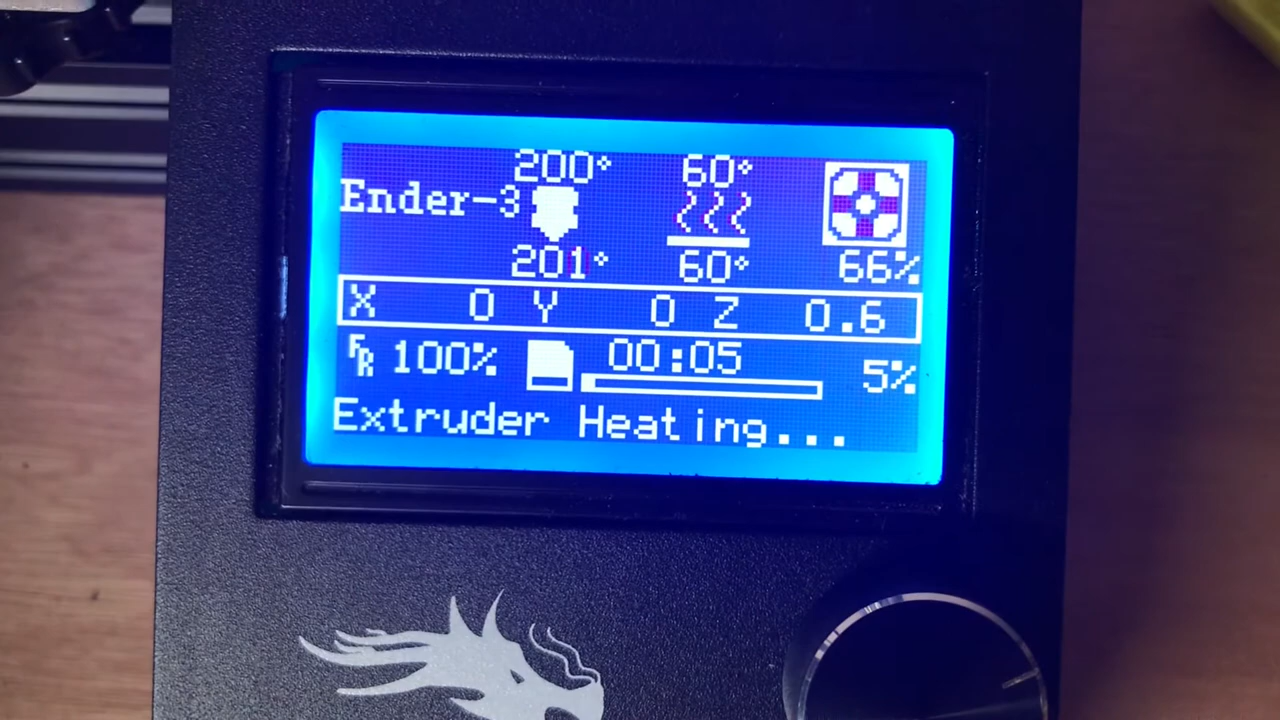 200° 60°
Ender-3
201° 60° 66%
X 0 Y 0 Z 0.6
FR 100% 00:05 5%
Extruder Heating...